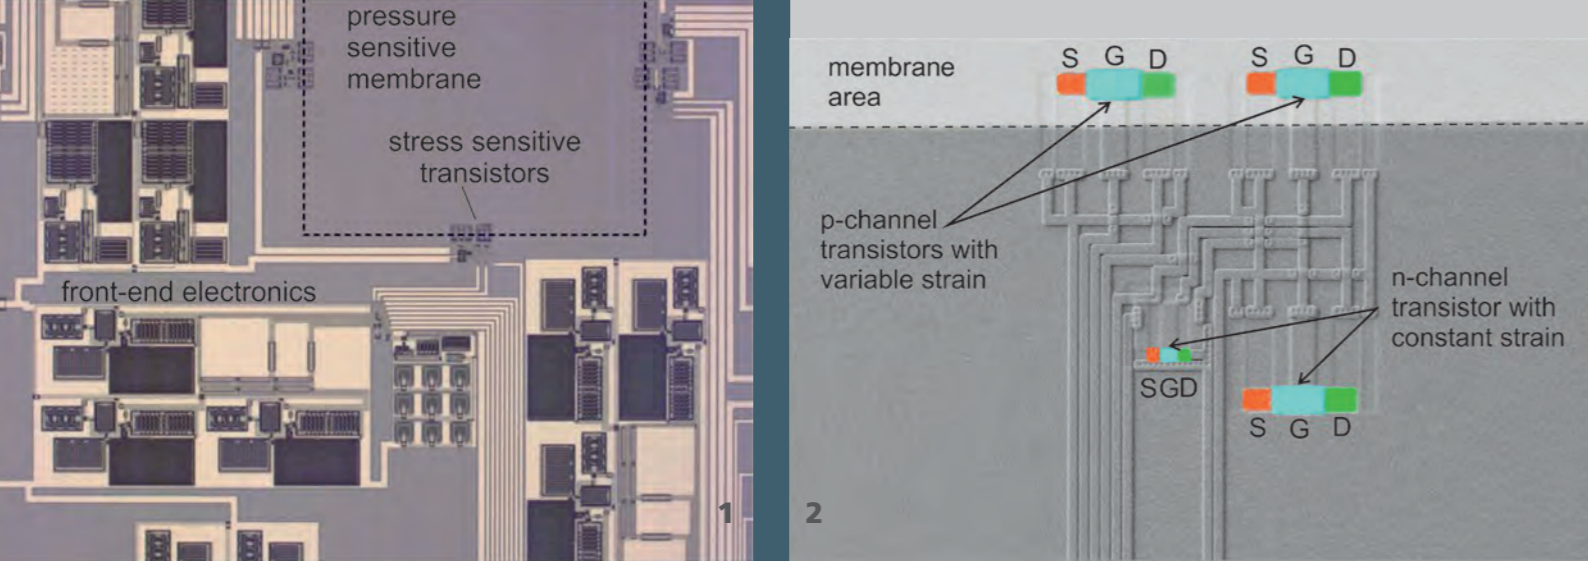 pressure
sensitive
membrane
stress sensitive
transistors
front-end electronics
1
S G D
S G D
membrane
area
p-channel
transistors with
variable strain
n-channel
transistor with
constant strain
SGD
S G D
2